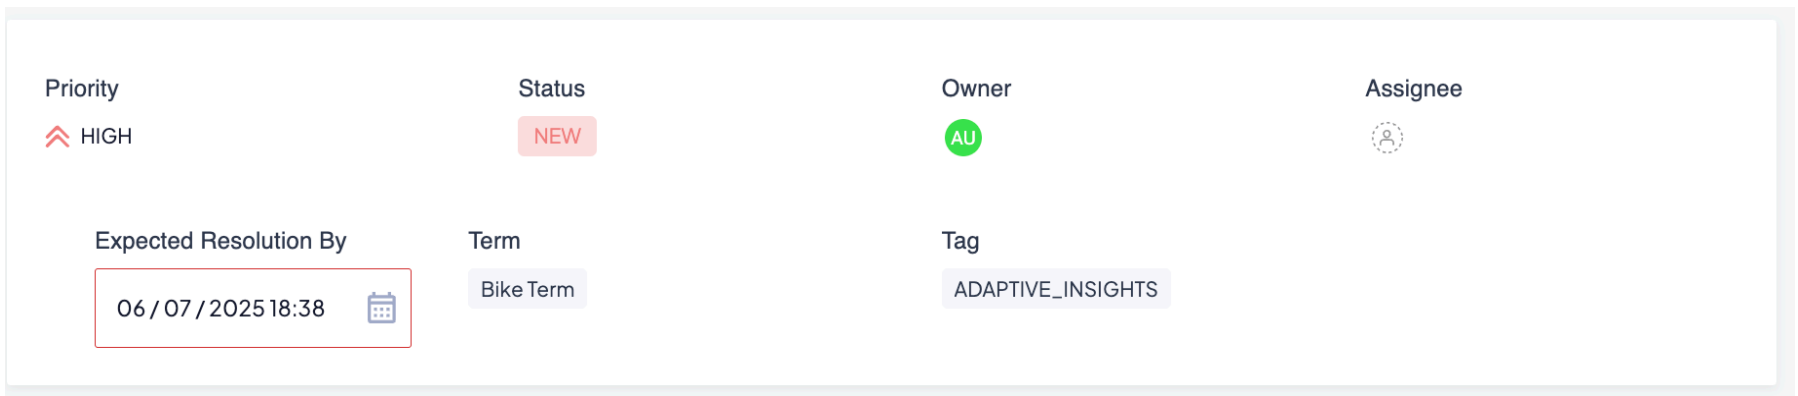 Priority Status Owner Assignee
HIGH NEW AU
Expected Resolution By Term Tag
Bike Term ADAPTIVE_INSIGHTS
06/07/2025 18:38